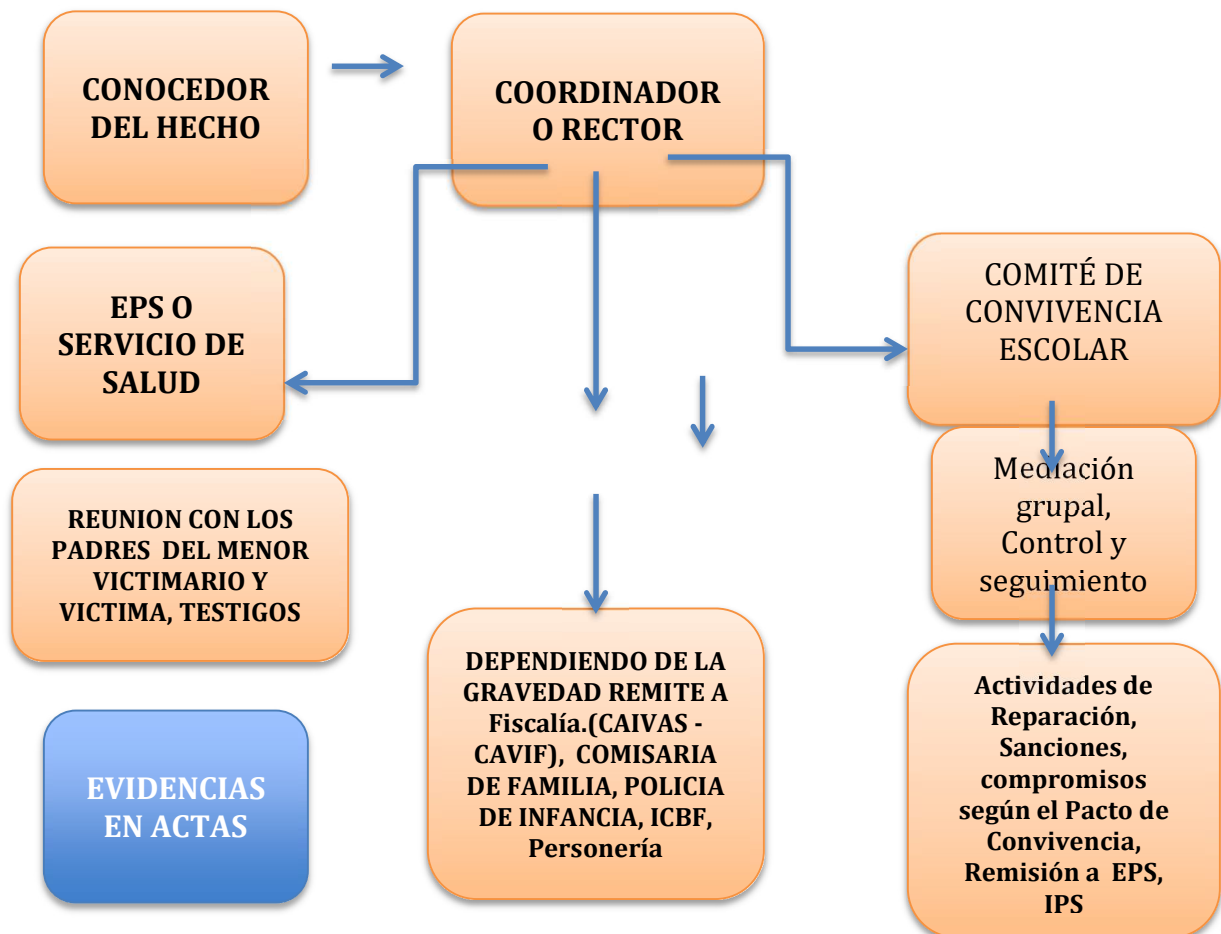 CONOCEDOR
DEL HECHO
COORDINADOR
O RECTOR
EPS O
SERVICIO DE
SALUD
COMITÉ DE
CONVIVENCIA
ESCOLAR
Mediación
grupal,
Control y
seguimiento
REUNION CON LOS
PADRES DEL MENOR
VICTIMARIO Y
VICTIMA, TESTIGOS
DEPENDIENDO DE LA
GRAVEDAD REMITE A
Fiscalía.(CAIVAS -
CAVIF), COMISARIA
DE FAMILIA, POLICIA
DE INFANCIA, ICBF,
Personería
Actividades de
Reparación,
Sanciones,
compromisos
según el Pacto de
Convivencia,
Remisión a EPS,
IPS
EVIDENCIAS
EN ACTAS